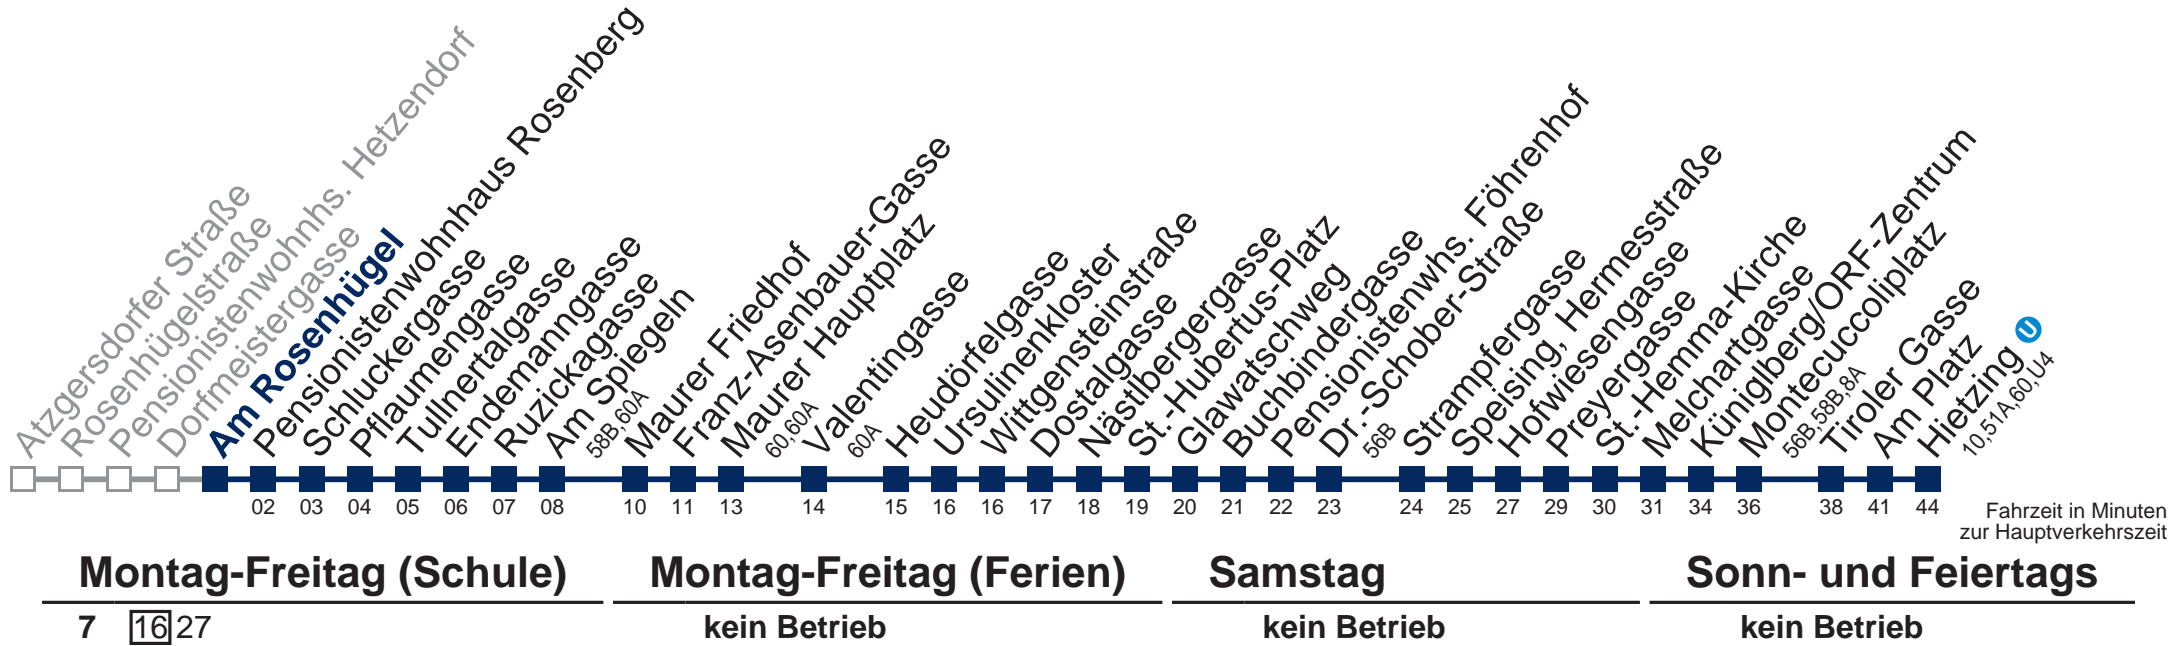 Atzgersdorfer Straße
Rosenhügelstraße
Pensionistenwohnhs. Hetzendorf
Dorfmeistergasse
Am Rosenhügel
Pensionistenwohnhaus Rosenberg
Schluckergasse
Pflaumengasse
Tullnertalgasse
Endemanngasse
Ruzickagasse
Am Spiegeln
58B,60A
Maurer Friedhof
Franz-Asenbauer-Gasse
Maurer Hauptplatz
60,60A
Valentingasse
60A
Heudörfelgasse
Ursulinenkloster
Wittgensteinstraße
Dostalgasse
Nästlbergergasse
St.-Hubertus-Platz
Glawatschweg
Buchbindergasse
Pensionistenwhs. Föhrenhof
Dr.-Schober-Straße
56B
Strampfergasse
Speising, Hermesstraße
Hofwiesengasse
Preyergasse
St.-Hemma-Kirche
Melchartgasse
Küniglberg/ORF-Zentrum
Montecuccoliplatz
56B,58B,8A
Tiroler Gasse
Am Platz
Hietzing U
10,51A,60,U4
02 03 04 05 06 07 08 10 11 13 14 15 16 16 17 18 19 20 21 22 23 24 25 27 29 30 31 34 36 38 41 44
Fahrzeit in Minuten
zur Hauptverkehrszeit
Montag-Freitag (Schule) Montag-Freitag (Ferien) Samstag Sonn- und Feiertags
7 16 27 kein Betrieb kein Betrieb kein Betrieb